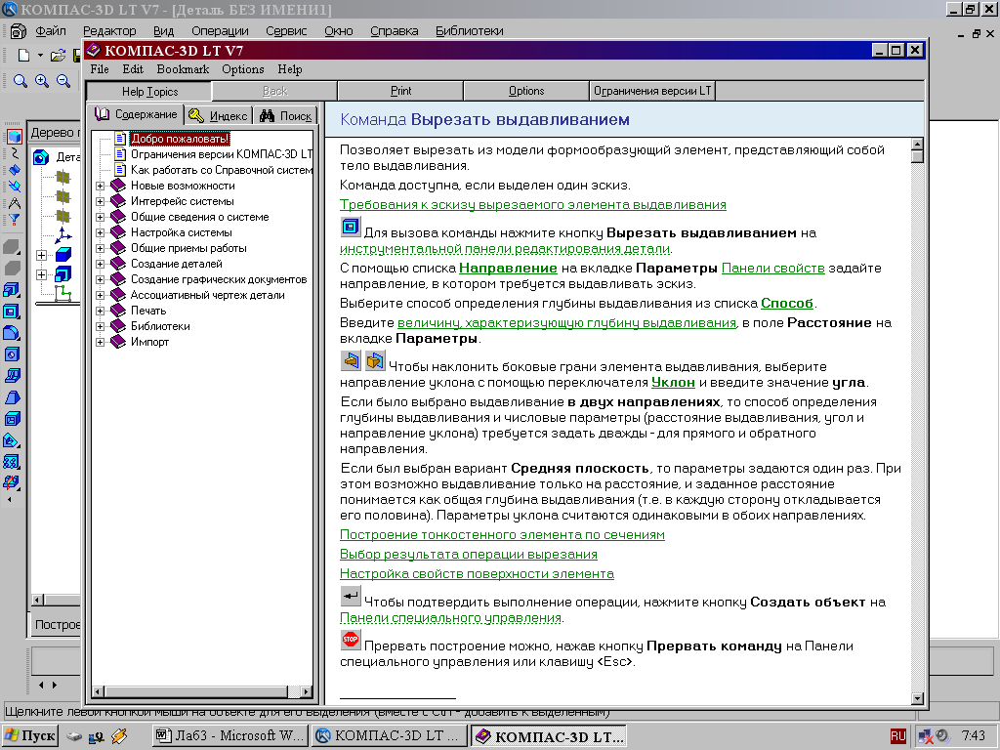 КОМПАС-3D LT V7 - [Деталь БЕЗ ИМЕНИ1]
Файл Редактор Вид Операции Сервис Окно Справка Библиотеки
КОМПАС-3D LT V7
File Edit Bookmark Options Help
Help Topics Back Print Options Ограничения версии LT
Содержание Индекс Поиск
Дерево п
Дета
Добро пожаловать!
Ограничения версии КОМПАС-3D LT
Как работать со Справочной систем
Новые возможности
Интерфейс системы
Общие сведения о системе
Настройка системы
Общие приемы работы
Создание деталей
Создание графических документов
Ассоциативный чертеж детали
Печать
Библиотеки
Импорт
Построе
Команда Вырезать выдавливанием
Позволяет вырезать из модели формообразующий элемент, представляющий собой
тело выдавливания.
Команда доступна, если выделен один эскиз.
Требования к эскизу вырезаемого элемента выдавливания
Для вызова команды нажмите кнопку Вырезать выдавливанием на
инструментальной панели редактирования детали.
С помощью списка Направление на вкладке Параметры Панели свойств задайте
направление, в котором требуется выдавливать эскиз.
Выберите способ определения глубины выдавливания из списка Способ.
Введите величину, характеризующую глубину выдавливания, в поле Расстояние на
вкладке Параметры.
Чтобы наклонить боковые грани элемента выдавливания, выберите
направление уклона с помощью переключателя Уклон и введите значение угла.
Если было выбрано выдавливание в двух направлениях, то способ определения
глубины выдавливания и числовые параметры (расстояние выдавливания, угол и
направление уклона) требуется задать дважды - для прямого и обратного
направления.
Если был выбран вариант Средняя плоскость, то параметры задаются один раз. При
этом возможно выдавливание только на расстояние, и заданное расстояние
понимается как общая глубина выдавливания (т.е. в каждую сторону откладывается
его половина). Параметры уклона считаются одинаковыми в обоих направлениях.
Построение тонкостенного элемента по сечениям
Выбор результата операции вырезания
Настройка свойств поверхности элемента
Чтобы подтвердить выполнение операции, нажмите кнопку Создать объект на
Панели специального управления.
STOP Прервать построение можно, нажав кнопку Прервать команду на Панели
специального управления или клавишу <Esc>.
Щелкните левой кнопкой мыши на объекте для его выделения (вместе с Ctrl - добавить к выделенным)
Пуск Ла63 - Microsoft W... КОМПАС-3D LT ... КОМПАС-3D LT... RU 7:43